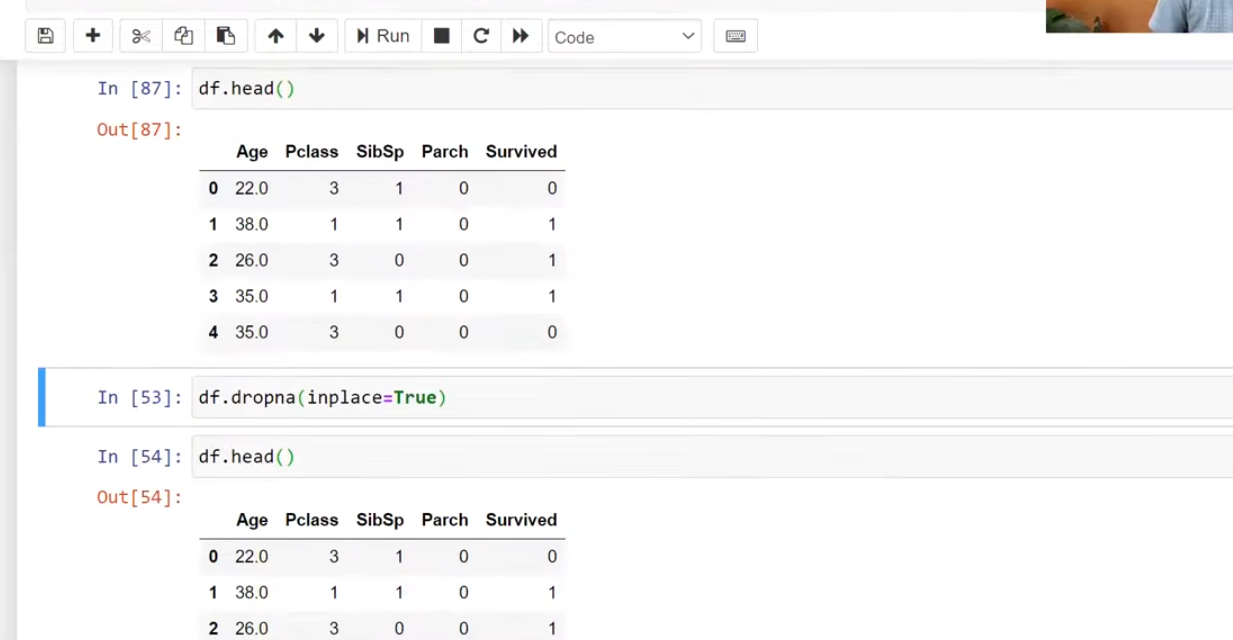 Run Code
In [87]: df.head()
Out[87]:
Age Pclass SibSp Parch Survived
0 22.0 3 1 0 0
1 38.0 1 1 0 1
2 26.0 3 0 0 1
3 35.0 1 1 0 1
4 35.0 3 0 0 0
In [53]: df.dropna(inplace=True)
In [54]: df.head()
Out[54]:
Age Pclass SibSp Parch Survived
0 22.0 3 1 0 0
1 38.0 1 1 0 1
2 26.0 3 0 0 1